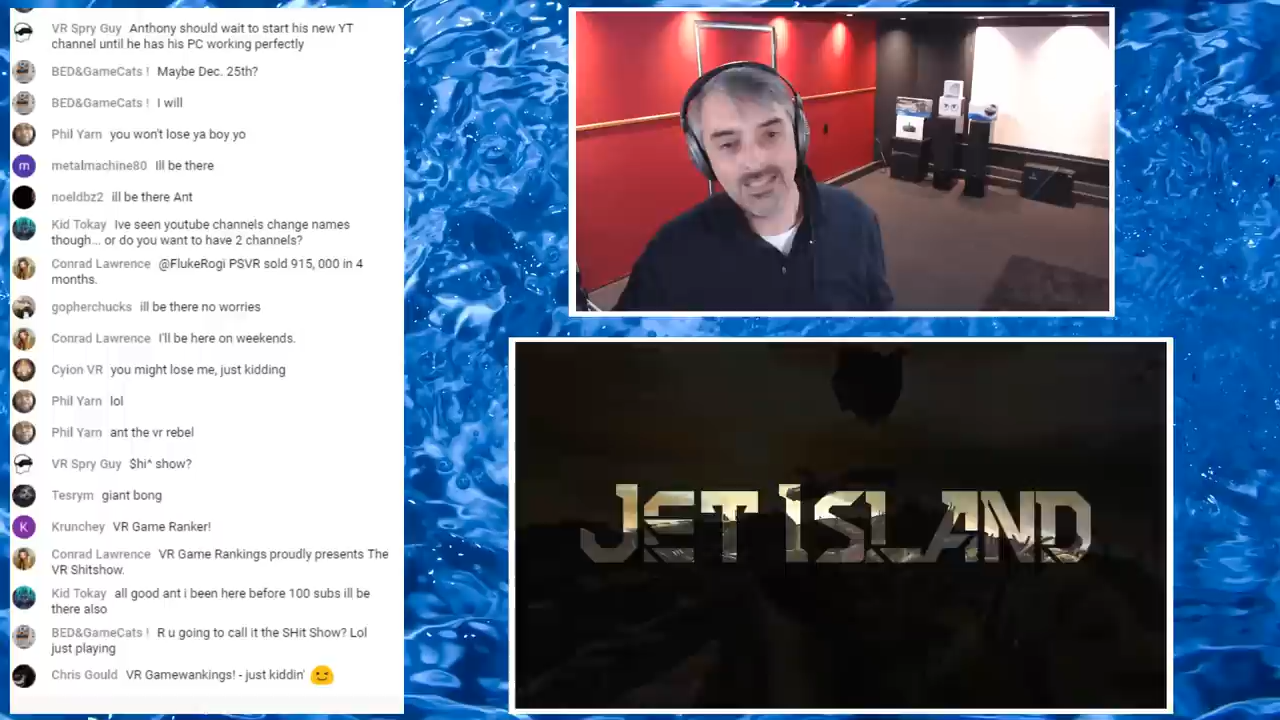 VR Spry Guy Anthony should wait to start his new YT
channel until he has his PC working perfectly
BED&GameCats ! Maybe Dec. 25th?
BED&GameCats ! I will
Phil Yarn you won't lose ya boy yo
m metalmachine80 Ill be there
noeldbz2 ill be there Ant
Kid Tokay Ive seen youtube channels change names
though... or do you want to have 2 channels?
Conrad Lawrence @FlukeRogi PSVR sold 915, 000 in 4
months.
gopherchucks ill be there no worries
Conrad Lawrence I'll be here on weekends.
Cyion VR you might lose me, just kidding
Phil Yarn lol
Phil Yarn ant the vr rebel
VR Spry Guy $hi^ show?
Tesrym giant bong
K Krunchey VR Game Ranker!
Conrad Lawrence VR Game Rankings proudly presents The
VR Shitshow.
Kid Tokay all good ant i been here before 100 subs ill be
there also
BED&GameCats ! R u going to call it the SHit Show? Lol
just playing
Chris Gould VR Gamewankings! - just kiddin'
JET ISLAND